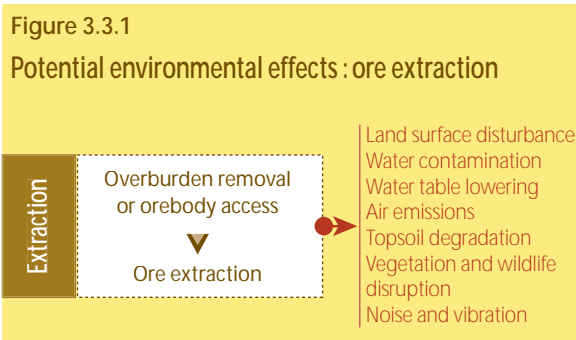 Figure 3.3.1
Potential environmental effects : ore extraction
Extraction
Overburden removal
or orebody access
Ore extraction
Land surface disturbance
Water contamination
Water table lowering
Air emissions
Topsoil degradation
Vegetation and wildlife
disruption
Noise and vibration